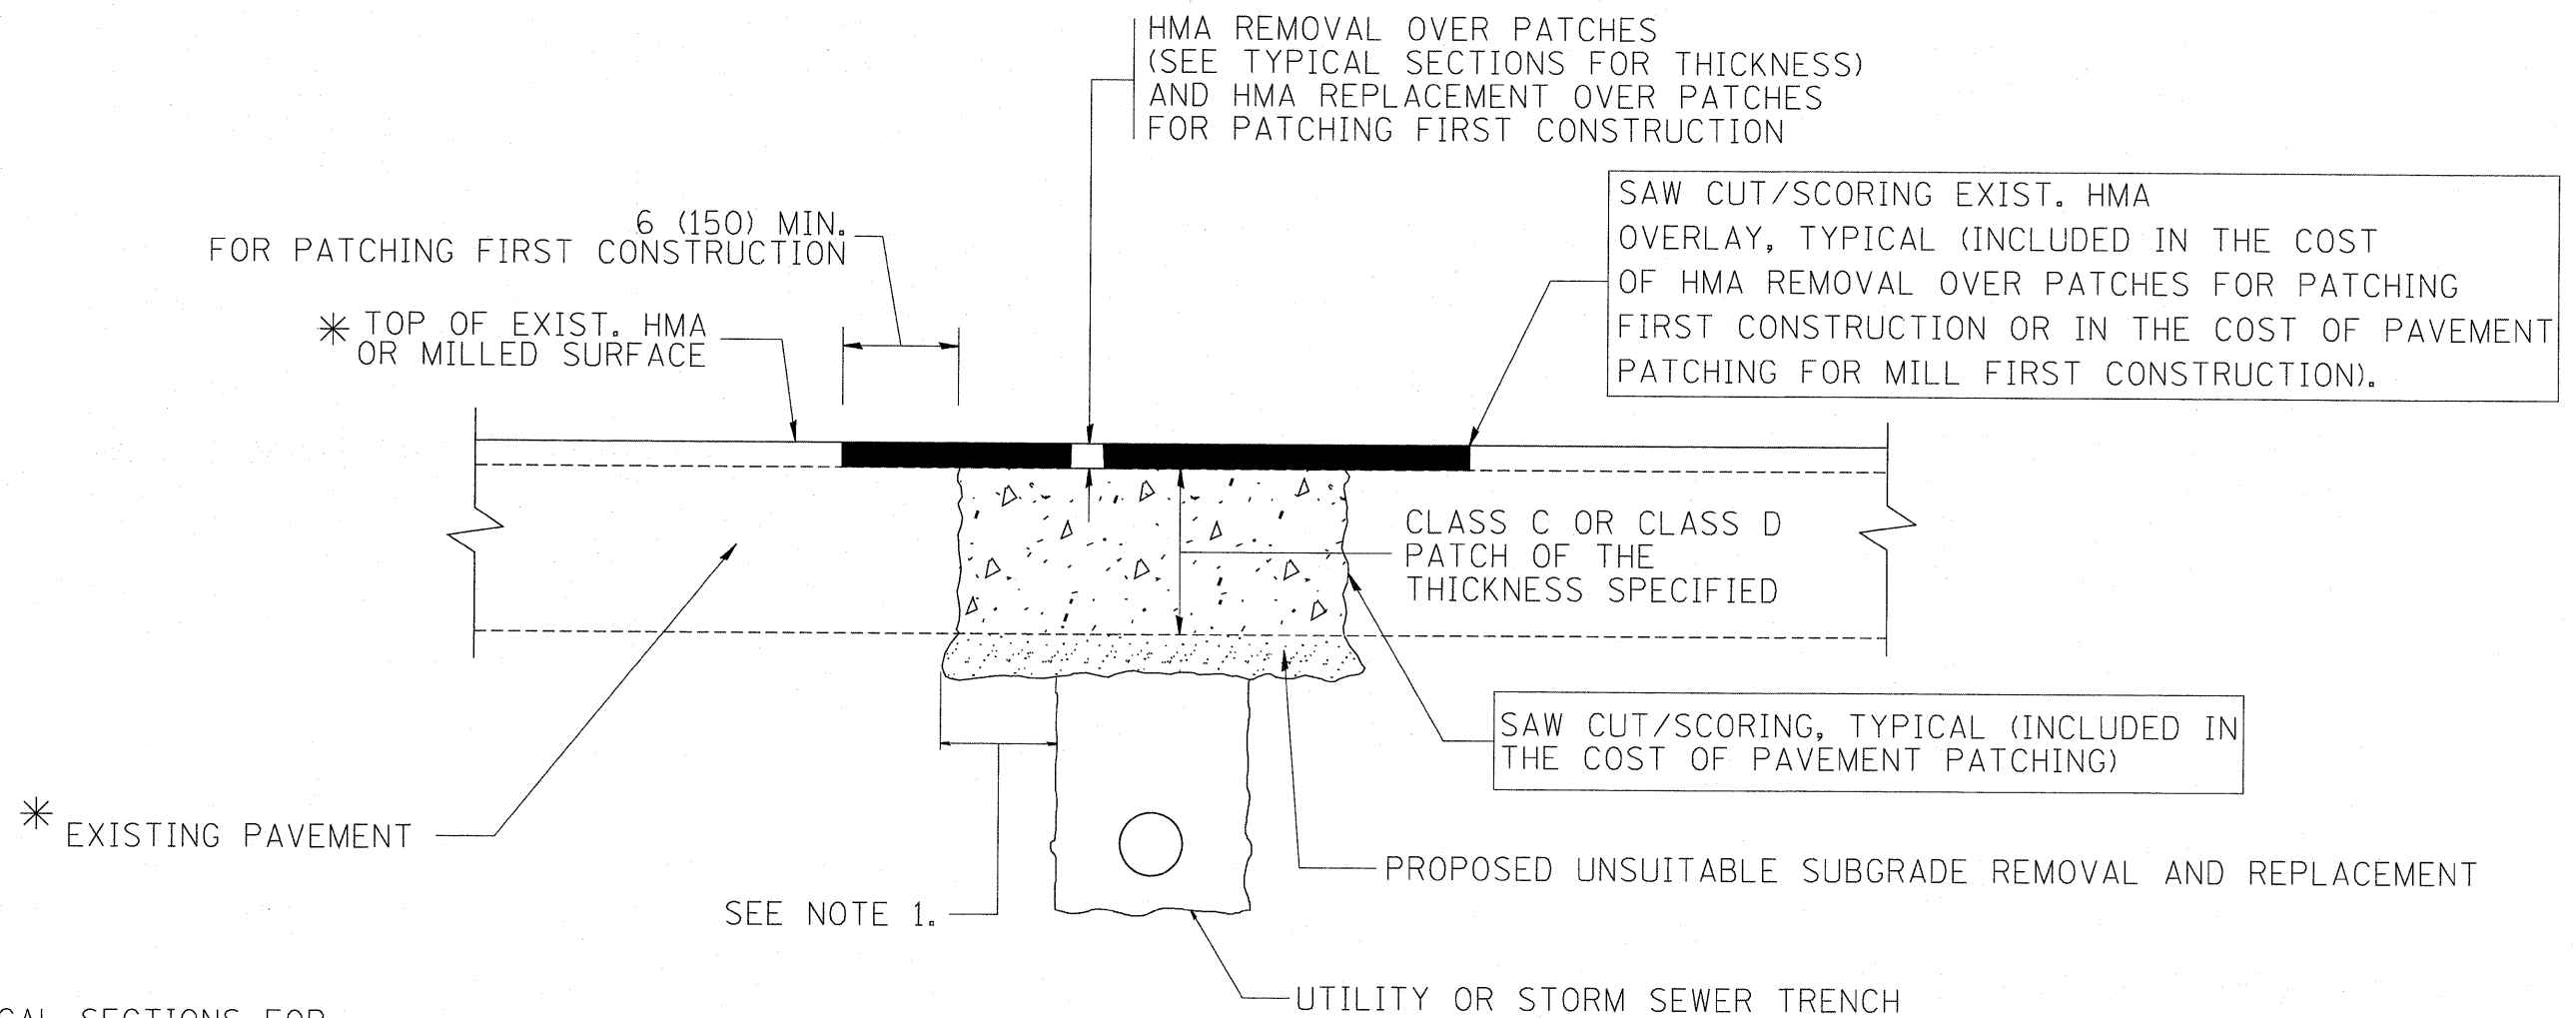 HMA REMOVAL OVER PATCHES
(SEE TYPICAL SECTIONS FOR THICKNESS)
AND HMA REPLACEMENT OVER PATCHES
FOR PATCHING FIRST CONSTRUCTION
SAW CUT/SCORING EXIST. HMA
OVERLAY, TYPICAL (INCLUDED IN THE COST
OF HMA REMOVAL OVER PATCHES FOR PATCHING
FIRST CONSTRUCTION OR IN THE COST OF PAVEMENT
PATCHING FOR MILL FIRST CONSTRUCTION).
6 (150) MIN.
FOR PATCHING FIRST CONSTRUCTION
* TOP OF EXIST. HMA
OR MILLED SURFACE
CLASS C OR CLASS D
PATCH OF THE
THICKNESS SPECIFIED
SAW CUT/SCORING, TYPICAL (INCLUDED IN
THE COST OF PAVEMENT PATCHING)
* EXISTING PAVEMENT
PROPOSED UNSUITABLE SUBGRADE REMOVAL AND REPLACEMENT
SEE NOTE 1.
UTILITY OR STORM SEWER TRENCH
SECTIONS FOR